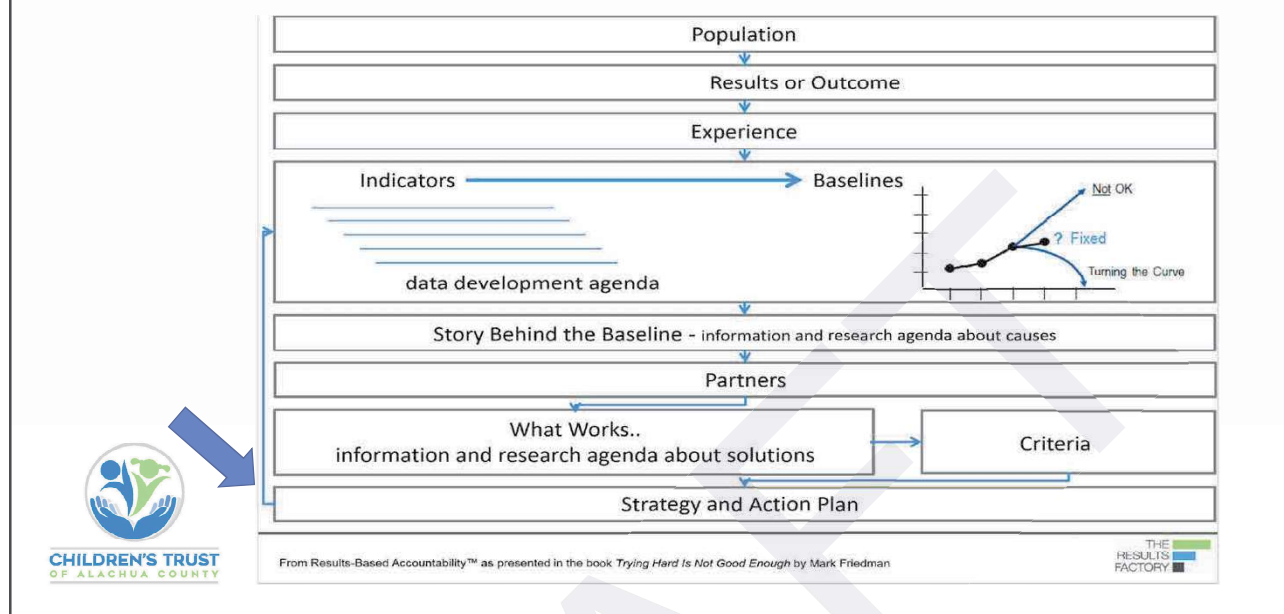 Population
Results or Outcome
Experience
Indicators
Baselines
Not OK
? Fixed
Turning the Curve
data development agenda
Story Behind the Baseline - information and research agenda about causes
Partners
What Works..
information and research agenda about solutions
Criteria
Strategy and Action Plan
CHILDREN'S TRUST
OF ALACHUA COUNTY
From Results-Based Accountability™ as presented in the book Trying Hard Is Not Good Enough by Mark Friedman
THE
RESULTS
FACTORY